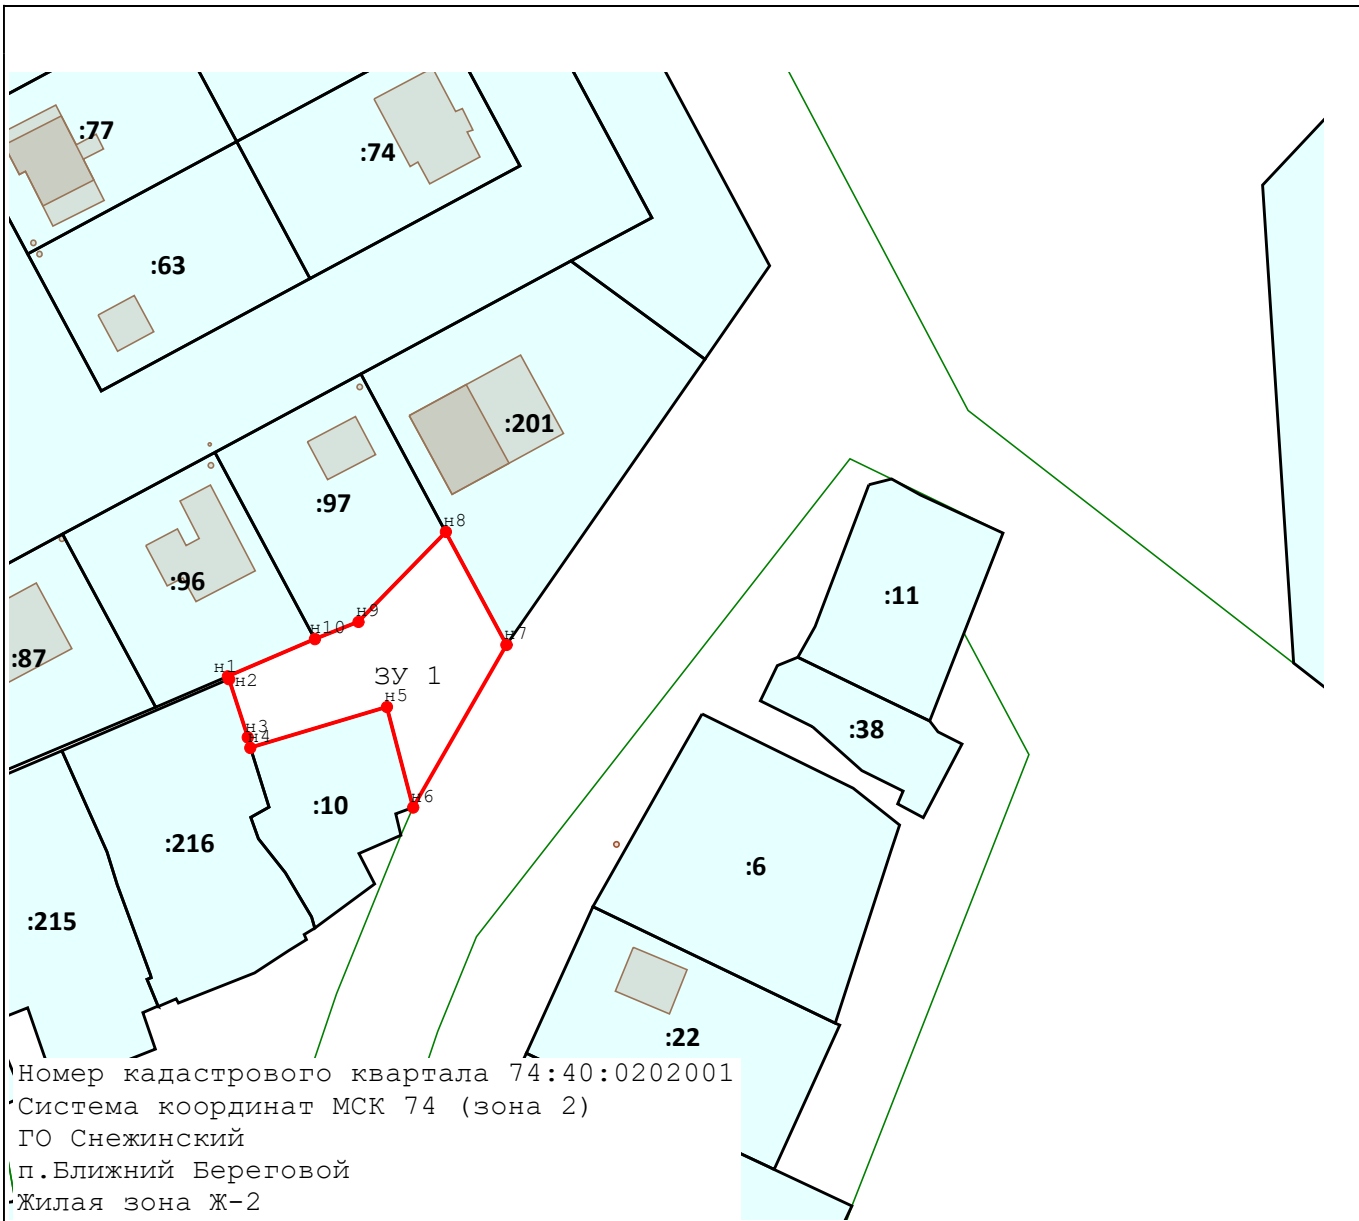 :77
:74
:63
:201
:97
н8
:96
:11
н9
н10
н7
:87
н1
н2
ЗУ 1
н5
:38
н3
н4
:10
н6
:216
:6
:215
:22
Номер кадастрового квартала 74:40:0202001
Система координат МСК 74 (зона 2)
ГО Снежинский
п.Ближний Береговой
Жилая зона Ж-2